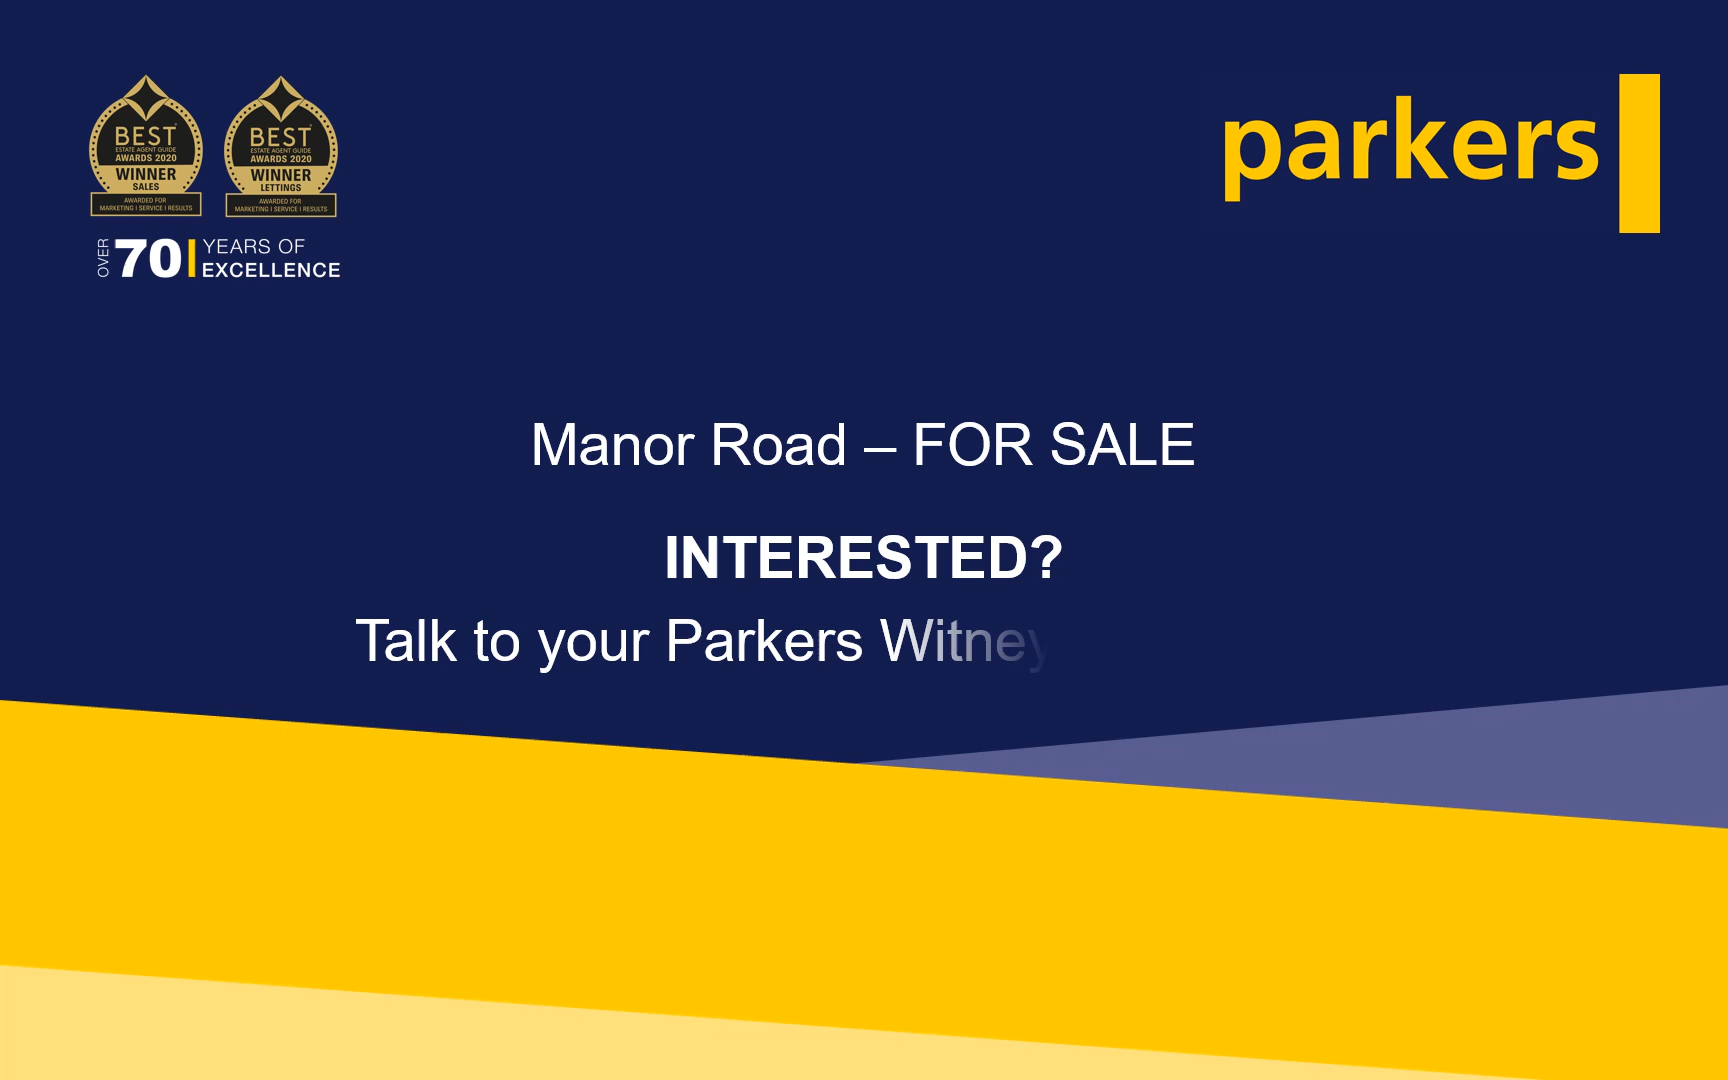 BEST
ESTATE AGENT GUIDE
AWARDS 2020
WINNER
SALES
AWARDED FOR
MARKETING | SERVICE | RESULTS
BEST
ESTATE AGENT GUIDE
AWARDS 2020
WINNER
LETTINGS
AWARDED FOR
MARKETING | SERVICE | RESULTS
OVER 70 YEARS OF
EXCELLENCE
parkers
Manor Road – FOR SALE
INTERESTED?
Talk to your Parkers Witney